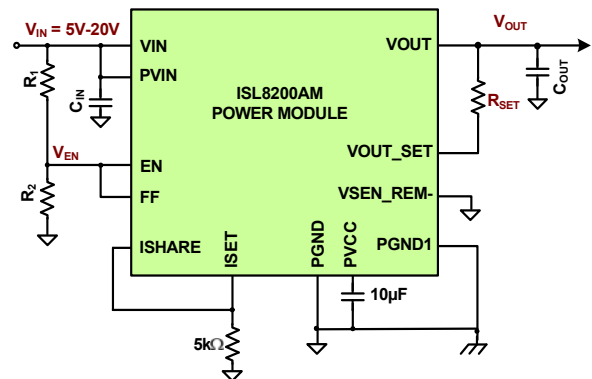 VIN = 5V-20V
VOUT
VIN
VOUT
PVIN
R1
CIN
ISL8200AM
POWER MODULE
RSET
COUT
VOUT_SET
VEN
EN
FF
R2
VSEN_REM-
ISHARE
ISET
PGND
PVCC
PGND1
10µF
5kΩ